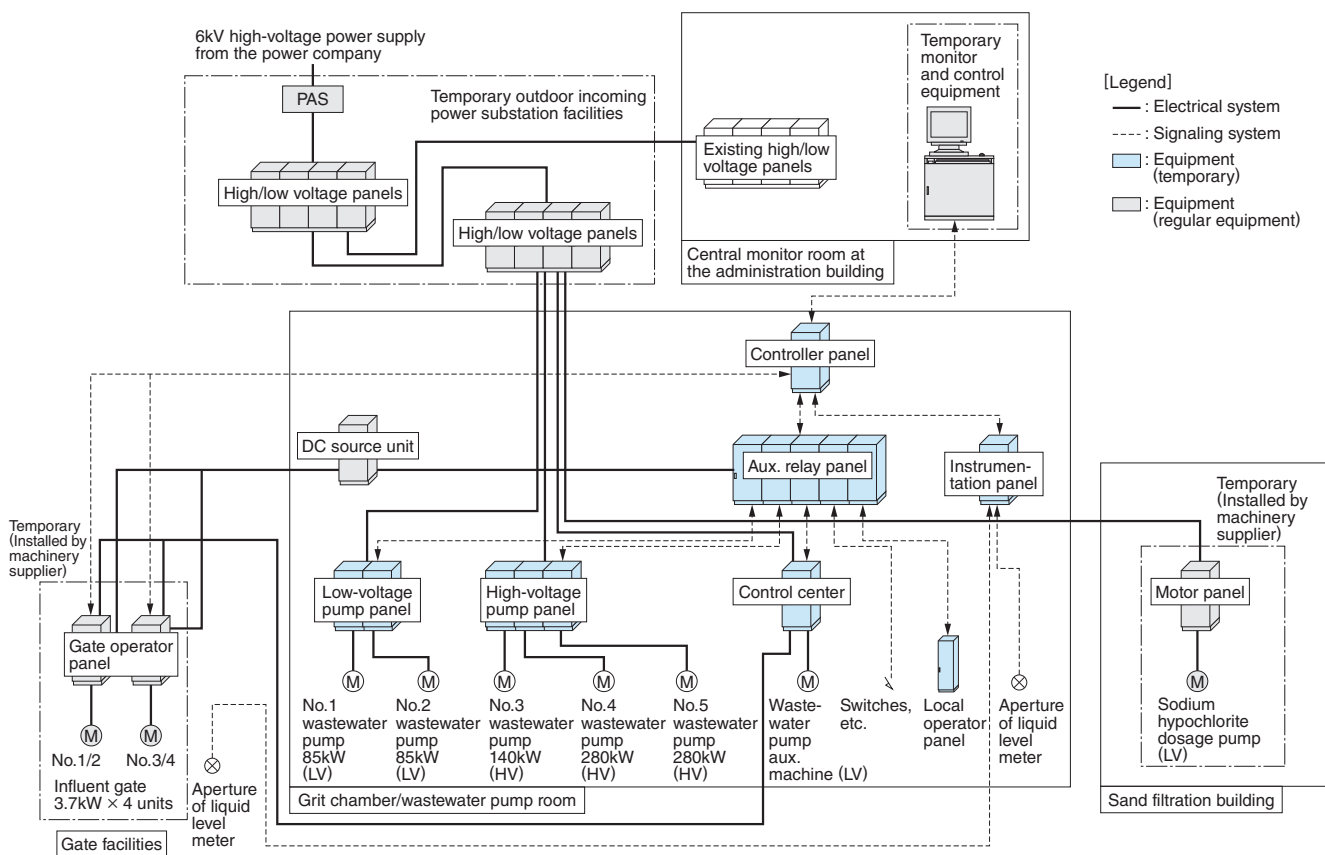 6kV high-voltage power supply
from the power company
PAS
Temporary outdoor incoming
power substation facilities
High/low voltage panels
High/low voltage panels
Existing high/low
voltage panels
Temporary
monitor
and control
equipment
Central monitor room at
the administration building
[Legend]
: Electrical system
: Signaling system
: Equipment
(temporary)
: Equipment
(regular equipment)
Controller panel
DC source unit
Aux. relay panel
Instrumen-
tation panel
Temporary
(Installed by
machinery
supplier)
Gate operator
panel
M
M
No.1/2
No.3/4
Influent gate
3.7kW × 4 units
Gate facilities
Aperture
of liquid
level
meter
Low-voltage
pump panel
High-voltage
pump panel
Control center
M
M
M
M
M
M
No.1
wastewater
pump
85kW
(LV)
No.2
wastewater
pump
85kW
(LV)
No.3
wastewater
pump
140kW
(HV)
No.4
wastewater
pump
280kW
(HV)
No.5
wastewater
pump
280kW
(HV)
Waste-
water
pump
aux.
machine (LV)
Switches,
etc.
Local
operator
panel
Aperture
of liquid
level
meter
Grit chamber/wastewater pump room
Temporary
(Installed by
machinery
supplier)
Motor panel
M
Sodium
hypochlorite
dosage pump
(LV)
Sand filtration building